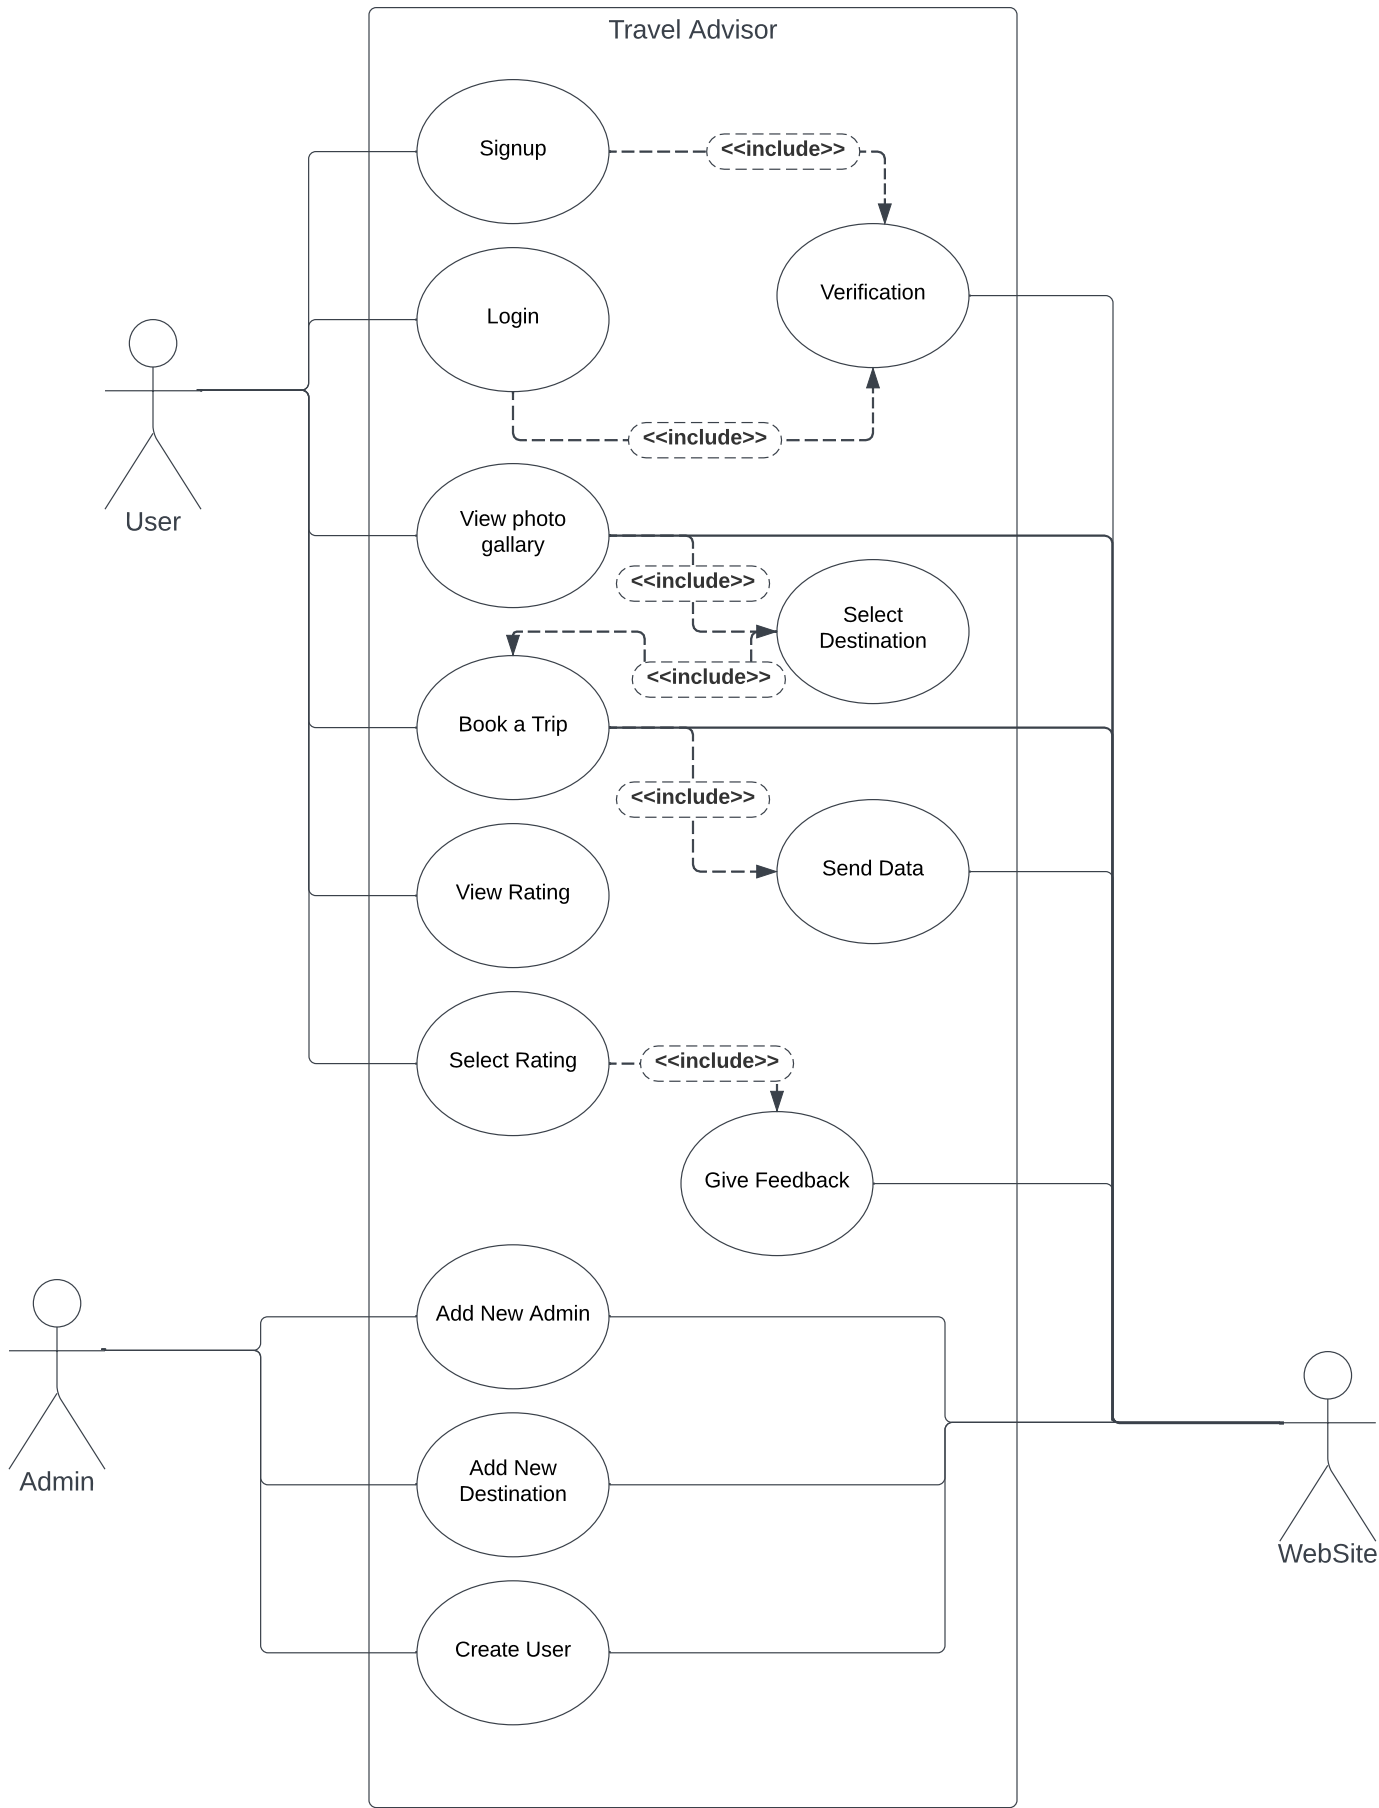 Travel Advisor
Signup
<<include>>
Verification
Login
<<include>>
User
View photo
gallary
<<include>>
Select
Destination
<<include>>
Book a Trip
<<include>>
Send Data
View Rating
Select Rating
<<include>>
Give Feedback
Add New Admin
Admin
Add New
Destination
WebSite
Create User